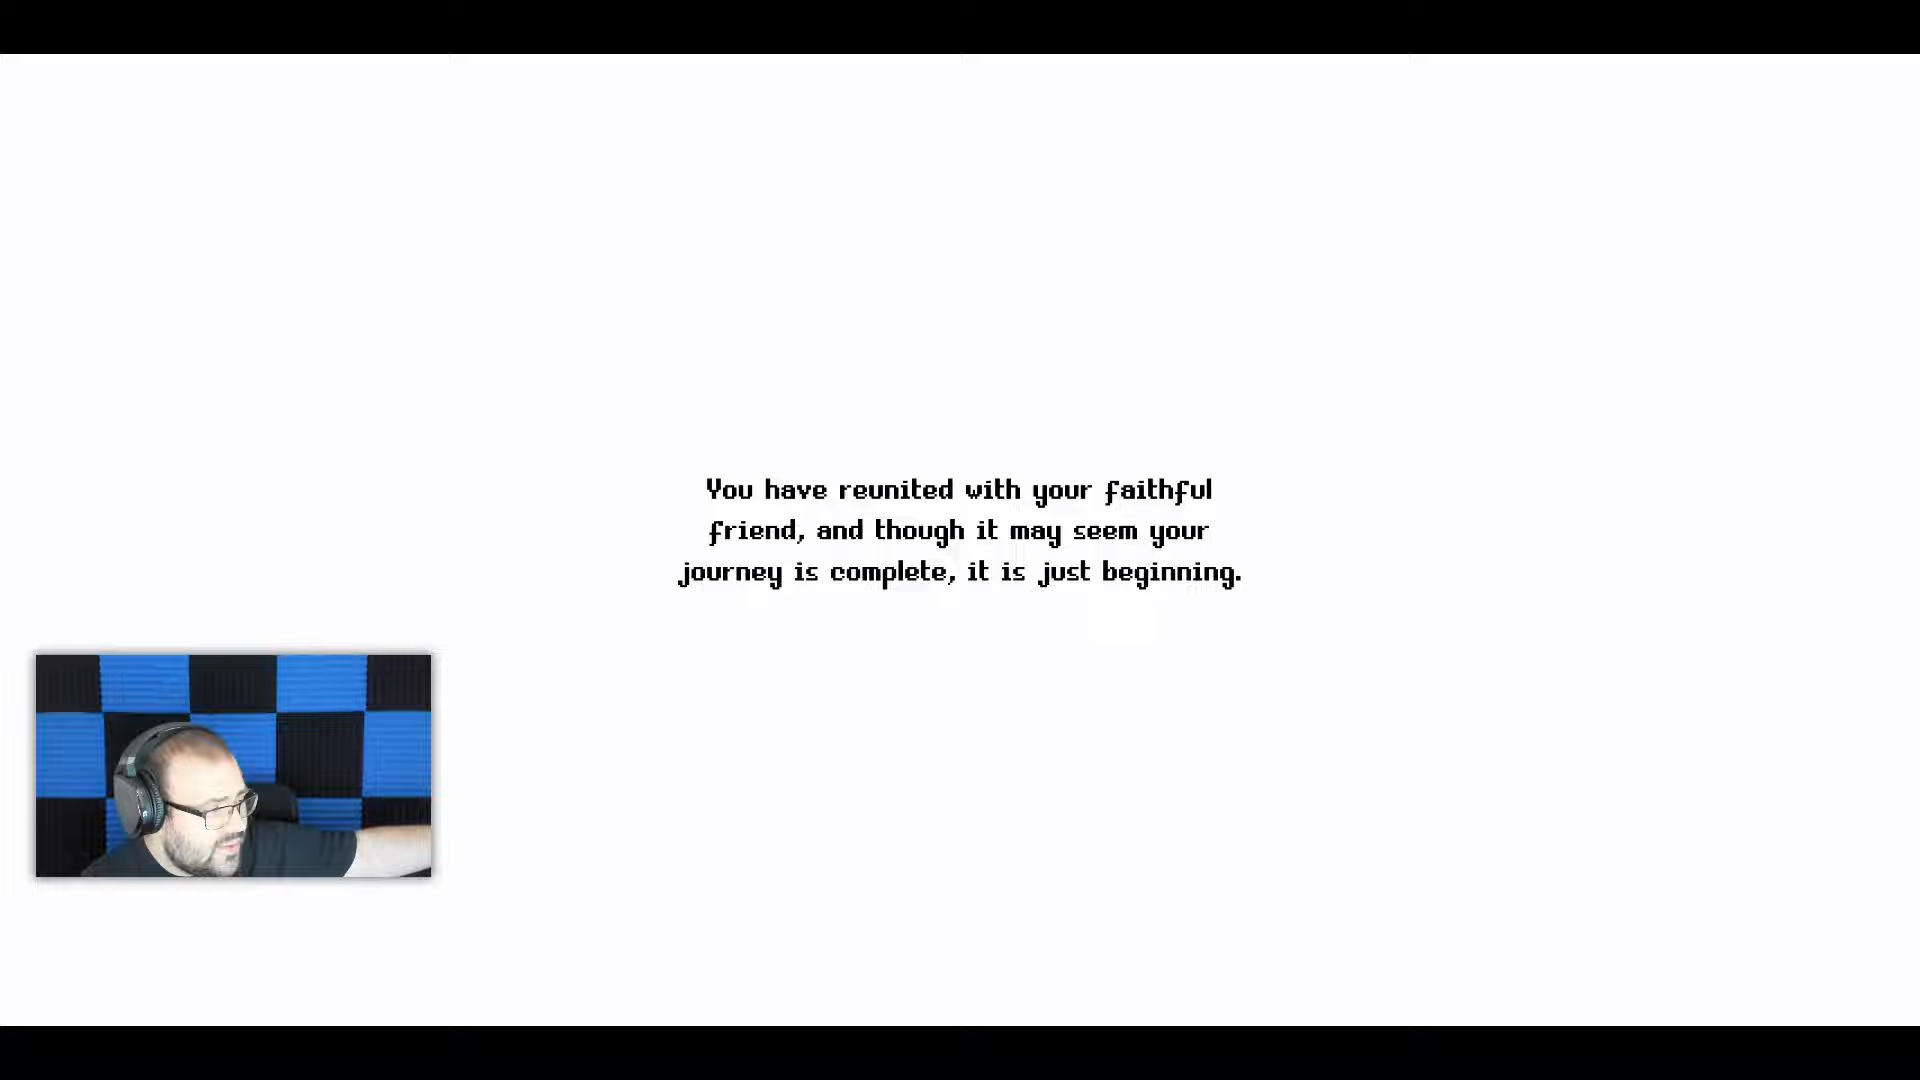 You have reunited with your faithful
friend, and though it may seem your
journey is complete, it is just beginning.